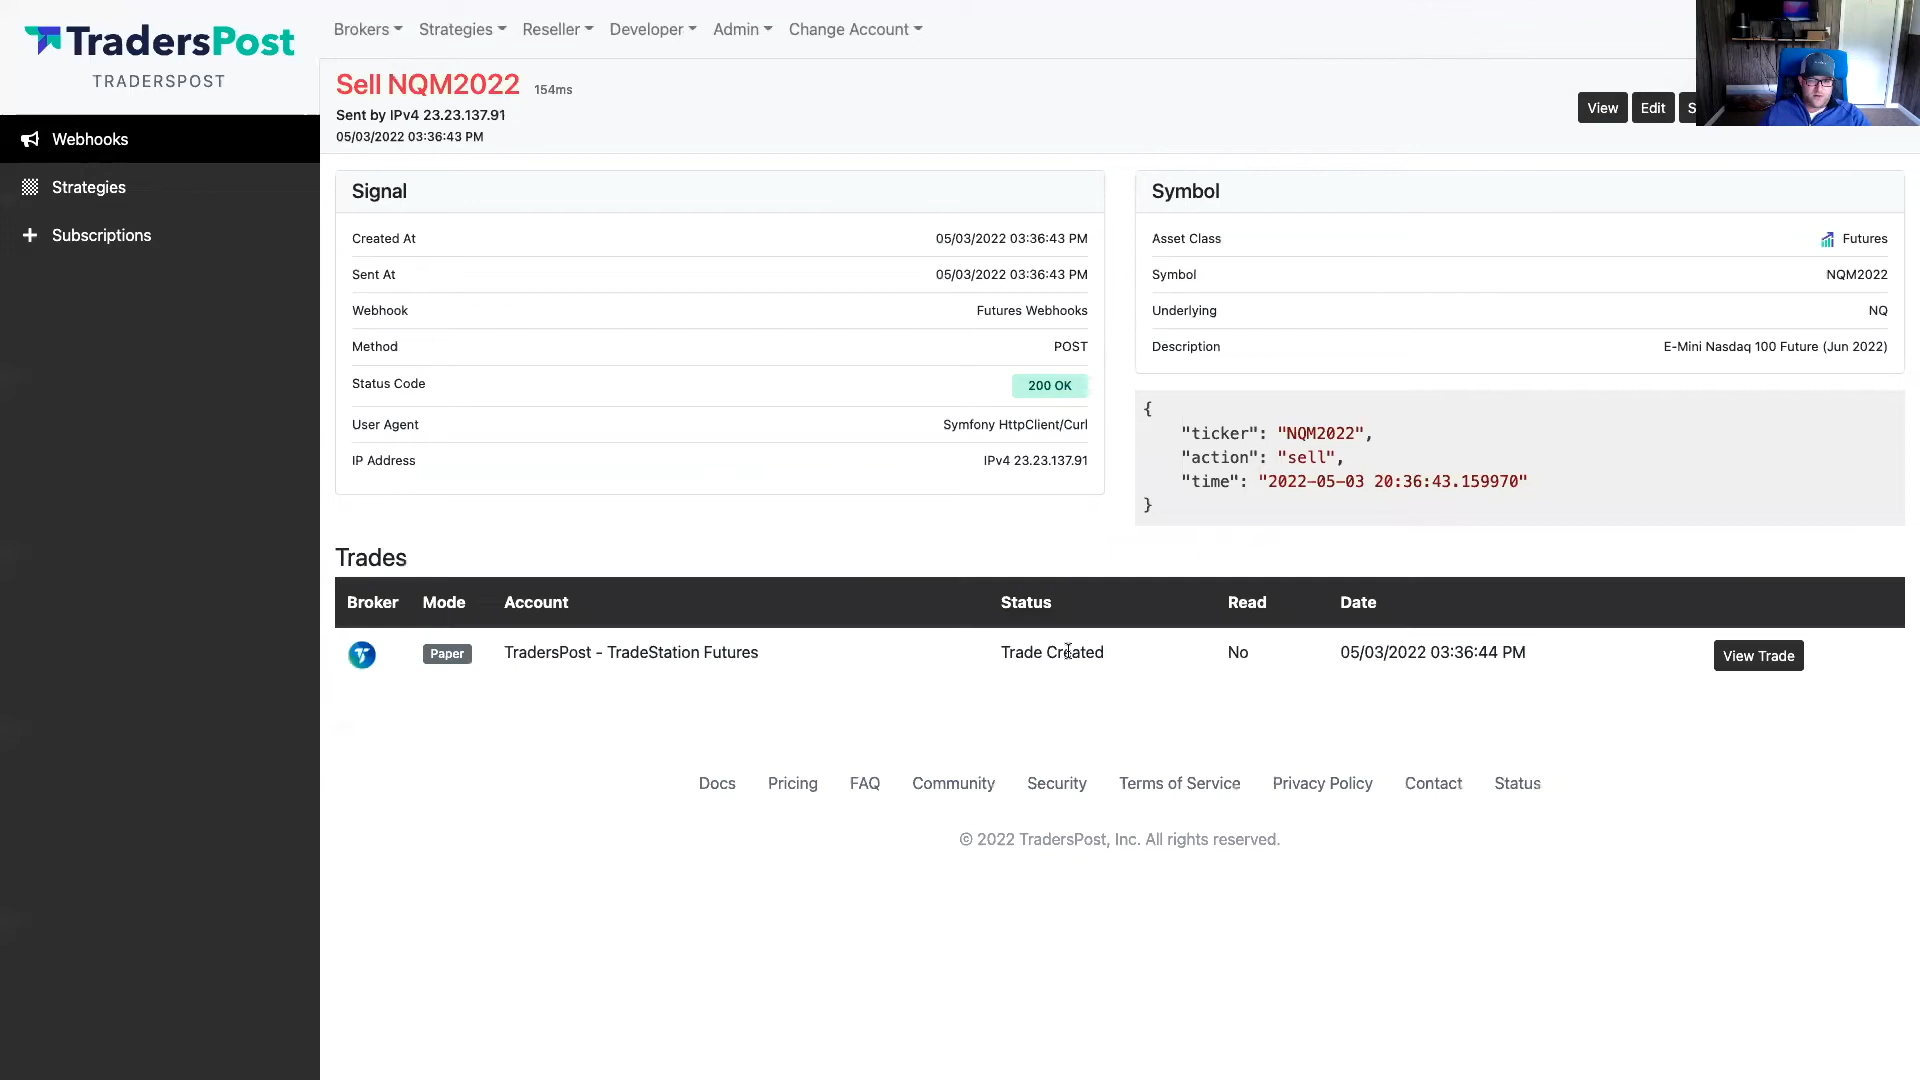 TradersPost
TRADERSPOST
Brokers
Strategies
Reseller
Developer
Admin
Change Account
Webhooks
Strategies
Subscriptions
Sell NQM2022 154ms
Sent by IPv4 23.23.137.91
05/03/2022 03:36:43 PM
View
Edit
S
Signal
Created At 05/03/2022 03:36:43 PM
Sent At 05/03/2022 03:36:43 PM
Webhook Futures Webhooks
Method POST
Status Code 200 OK
User Agent Symfony HttpClient/Curl
IP Address IPv4 23.23.137.91
Symbol
Asset Class Futures
Symbol NQM2022
Underlying NQ
Description E-Mini Nasdaq 100 Future (Jun 2022)
{
"ticker": "NQM2022",
"action": "sell",
"time": "2022-05-03 20:36:43.159970"
}
Trades
Broker Mode Account Status Read Date
Paper TradersPost - TradeStation Futures Trade Created No 05/03/2022 03:36:44 PM View Trade
Docs Pricing FAQ Community Security Terms of Service Privacy Policy Contact Status
© 2022 TradersPost, Inc. All rights reserved.